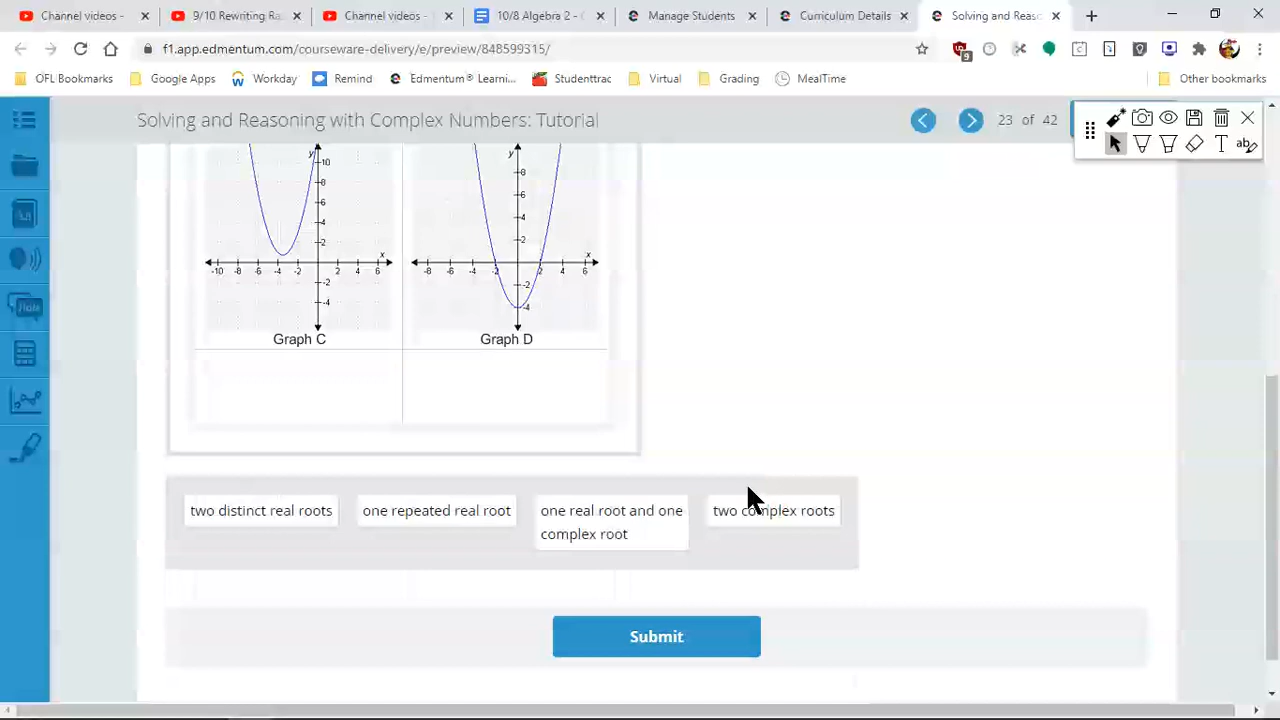 Channel videos -
9/18 Rewriting Ra
Channel videos -
10/8 Algebra 2 -
Manage Students
Curriculum Details
Solving and Reas
f1.app.edmentum.com/courseware-delivery/e/preview/848599315/
9
OFL Bookmarks
Google Apps
Workday
Remind
Edmentum® Learni...
Studenttrac
Virtual
Grading
MealTime
Other bookmarks
Solving and Reasoning with Complex Numbers: Tutorial
23 of 42
T
ab
y
10
8
6
4
2
x
-10 -8 -6 -4 -2 2 4 6
-2
-4
Graph C
y
8
6
4
2
x
-8 -6 -4 -2 2 4 6
-2
-4
Graph D
two distinct real roots
one repeated real root
one real root and one
complex root
two complex roots
Submit